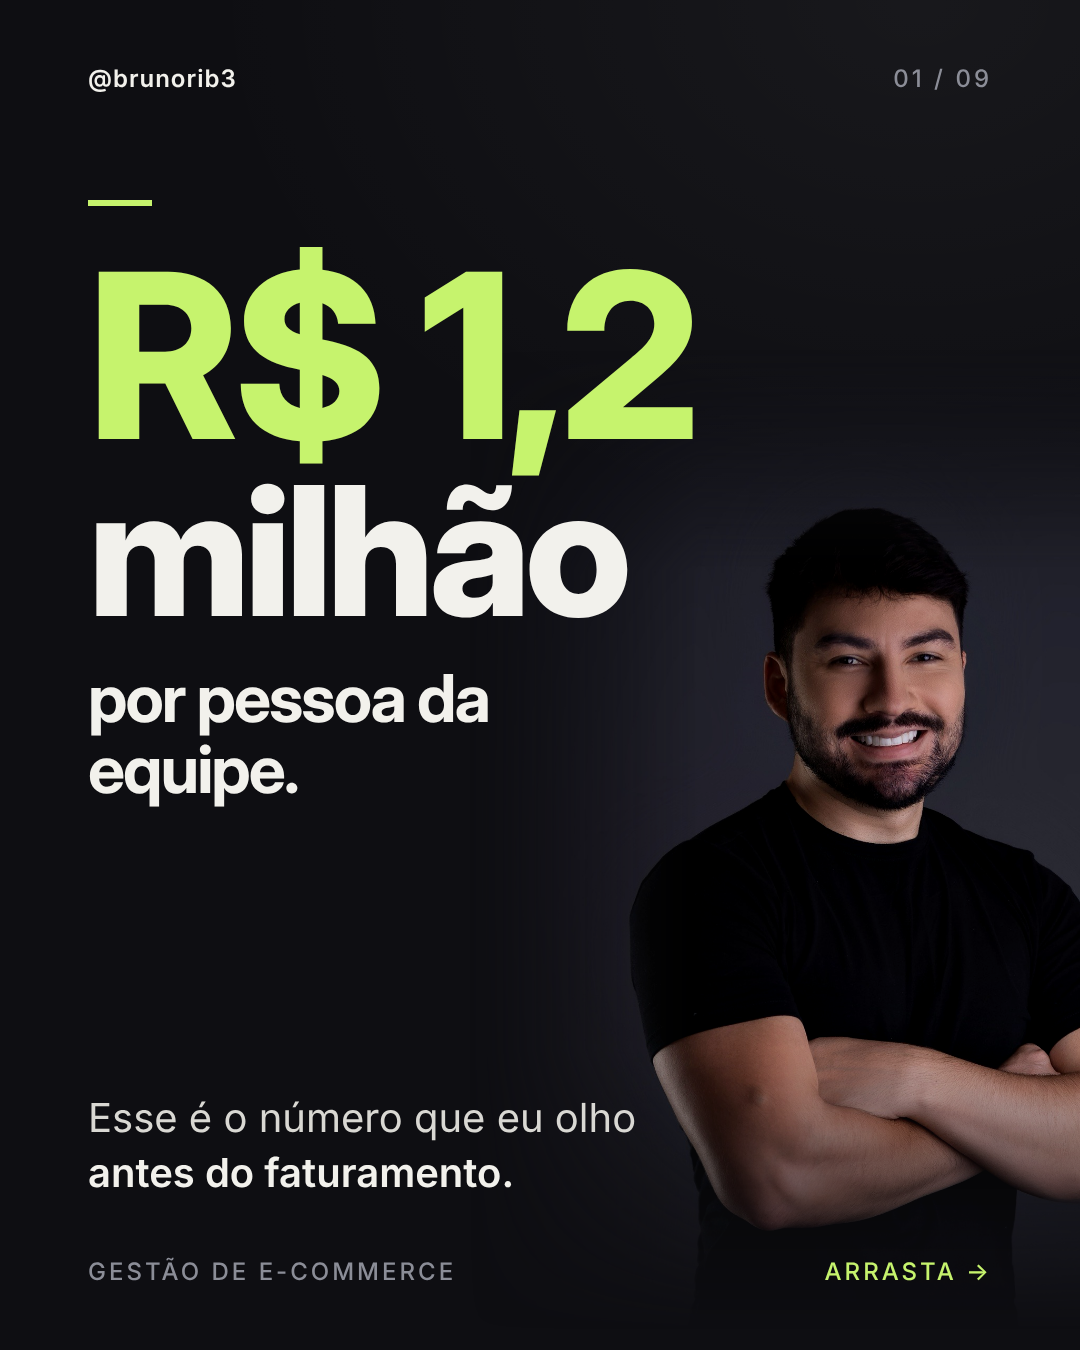 @brunorib3
01 / 09
R$ 1,2
milhão
por pessoa da
equipe.
Esse é o número que eu olho
antes do faturamento.
GESTÃO DE E-COMMERCE
ARRASTA →